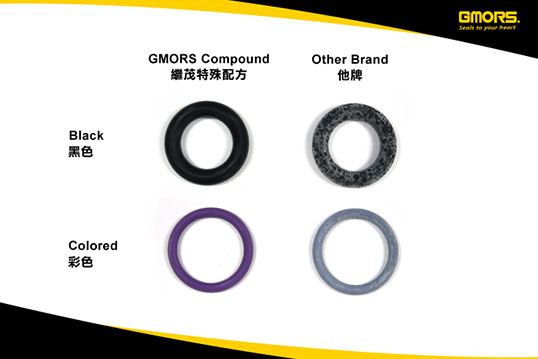 GMORS.
Seals to your heart
GMORS Compound
繼茂特殊配方
Other Brand
他牌
Black
黑色
Colored
彩色